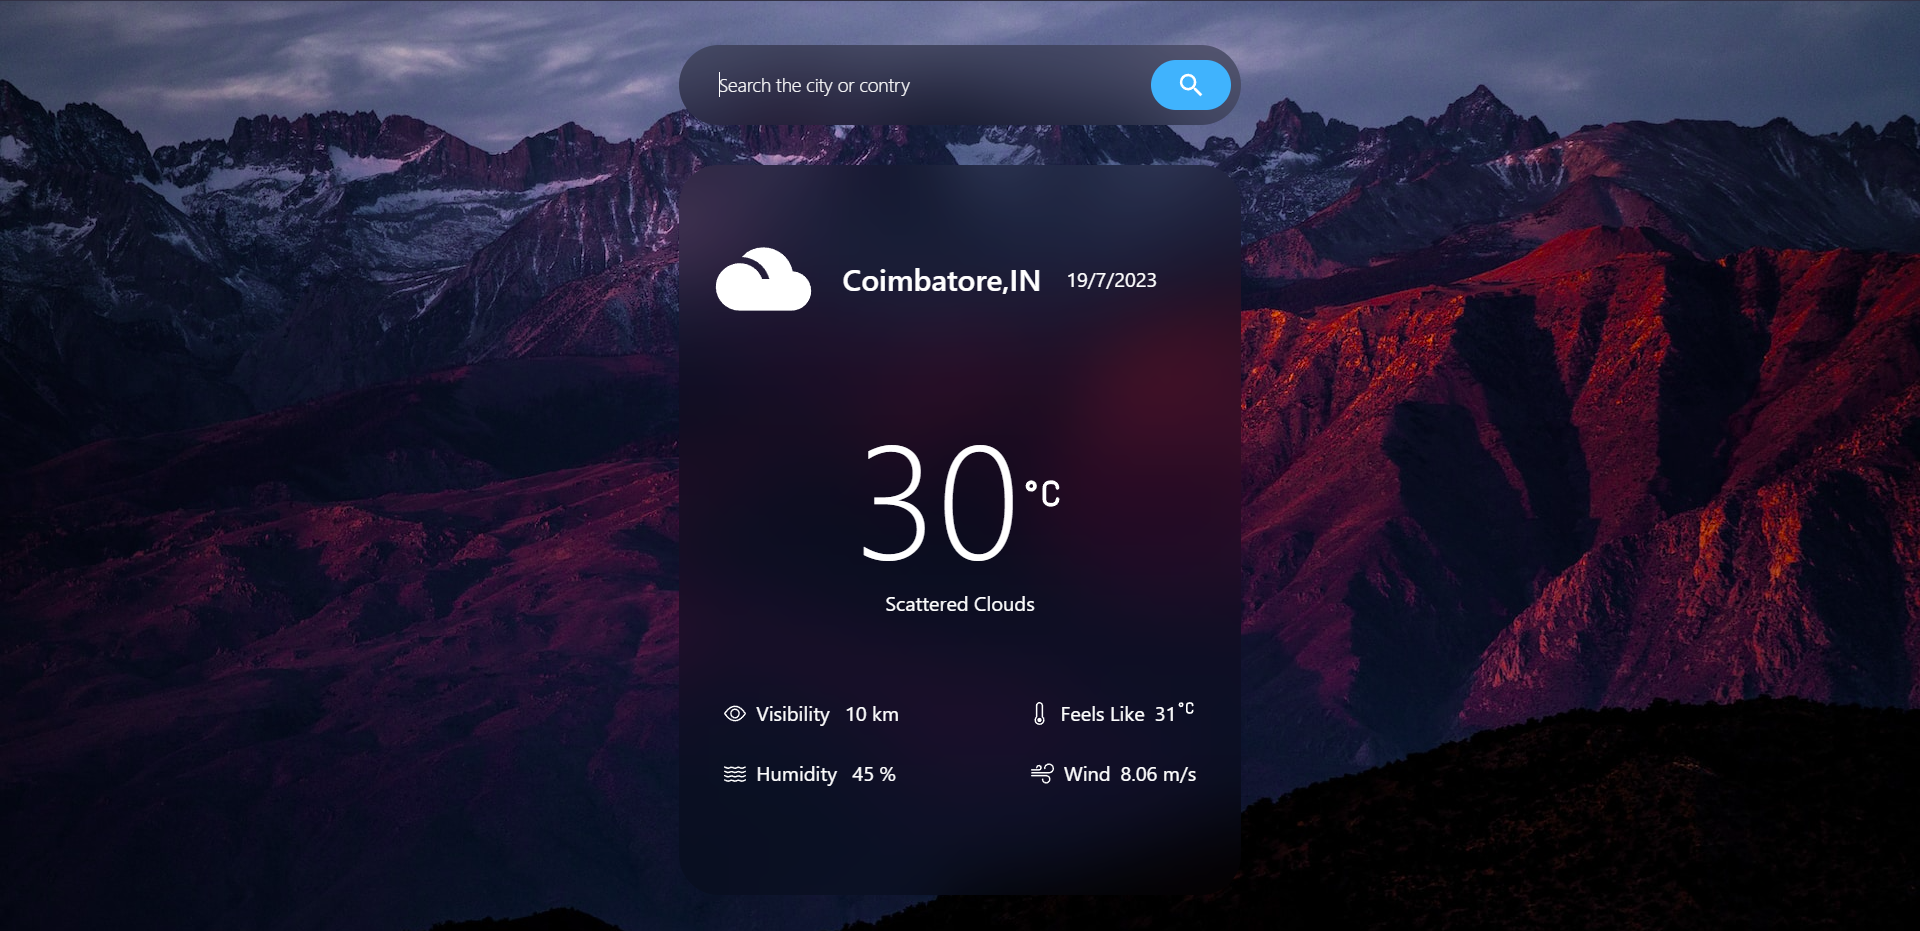 Search the city or contry
Coimbatore,IN 19/7/2023
30°C
Scattered Clouds
Visibility 10 km Feels Like 31°C
Humidity 45 % Wind 8.06 m/s